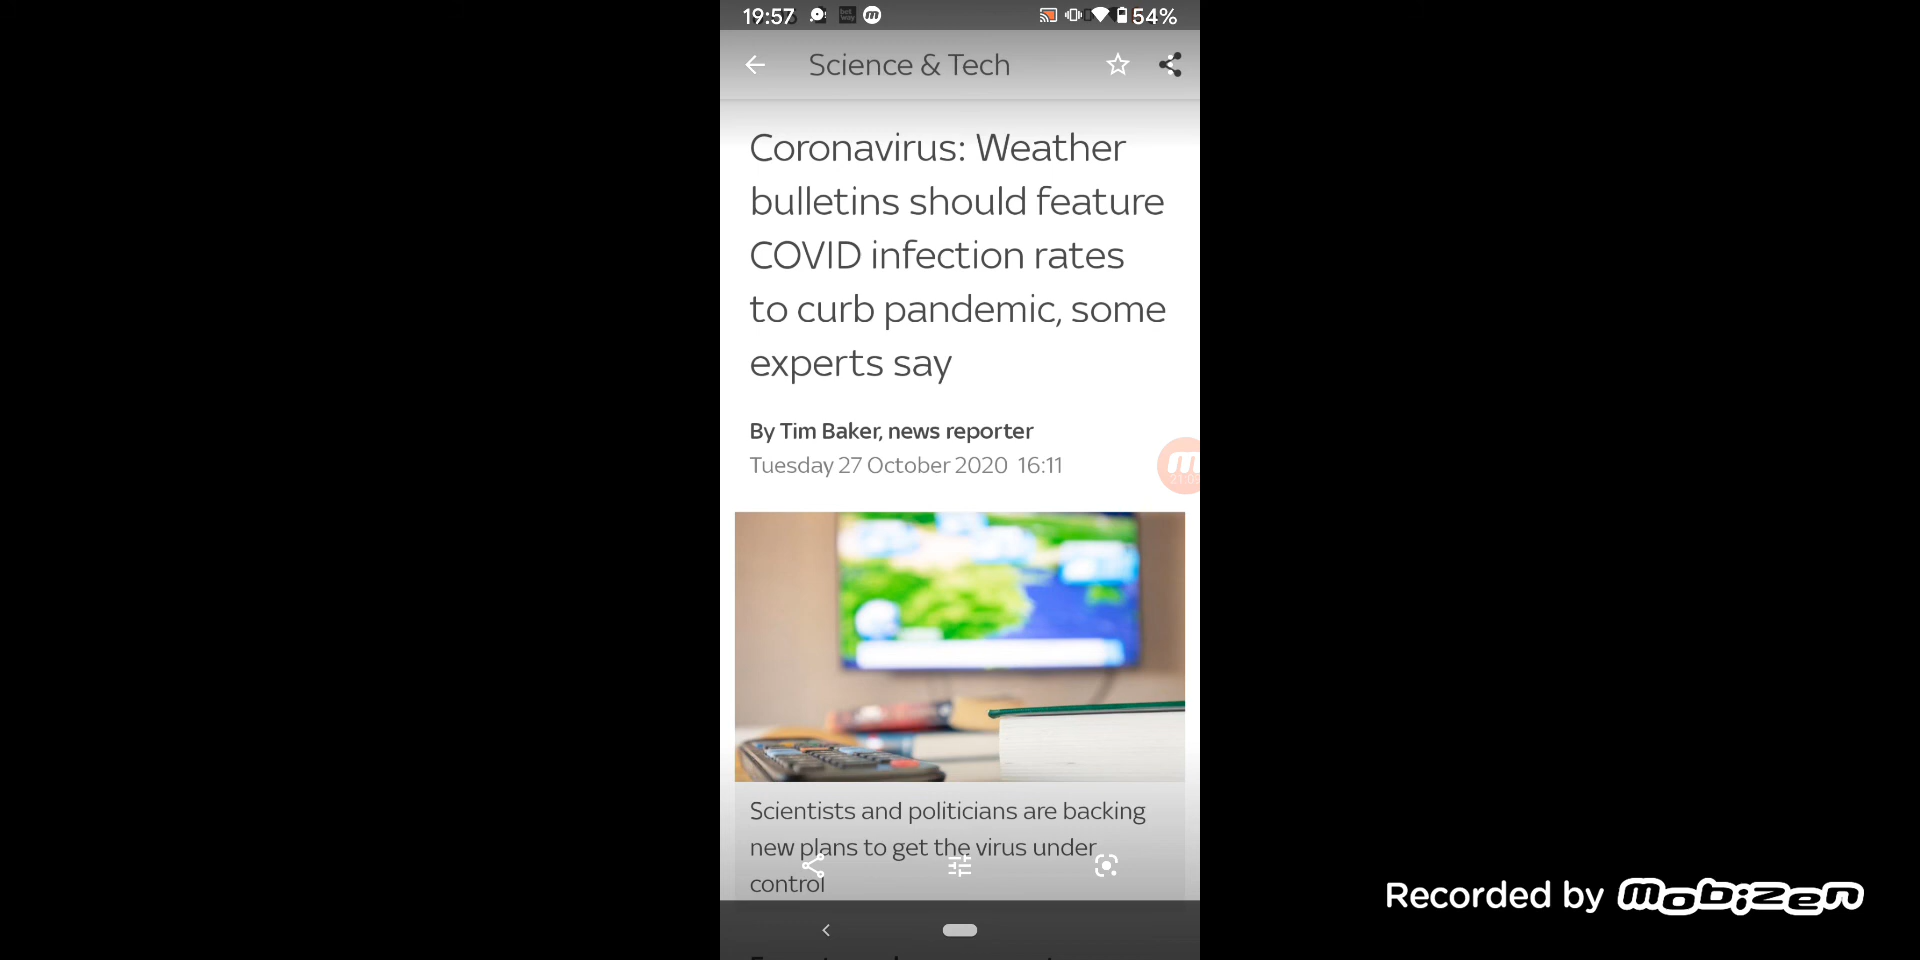 19:57
54%
Science & Tech
Coronavirus: Weather
bulletins should feature
COVID infection rates
to curb pandemic, some
experts say
By Tim Baker, news reporter
Tuesday 27 October 2020 16:11
Scientists and politicians are backing
new plans to get the virus under
control
Recorded by mobizen